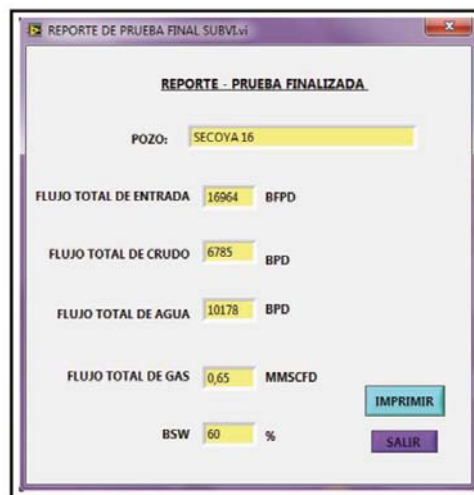 REPORTE DE PRUEBA FINAL SUBVI.vi
REPORTE - PRUEBA FINALIZADA
POZO: SECOYA 16
FLUJO TOTAL DE ENTRADA 16964 BFPD
FLUJO TOTAL DE CRUDO 6785 BPD
FLUJO TOTAL DE AGUA 10178 BPD
FLUJO TOTAL DE GAS 0,65 MMSCFD
IMPRIMIR
BSW 60 %
SALIR